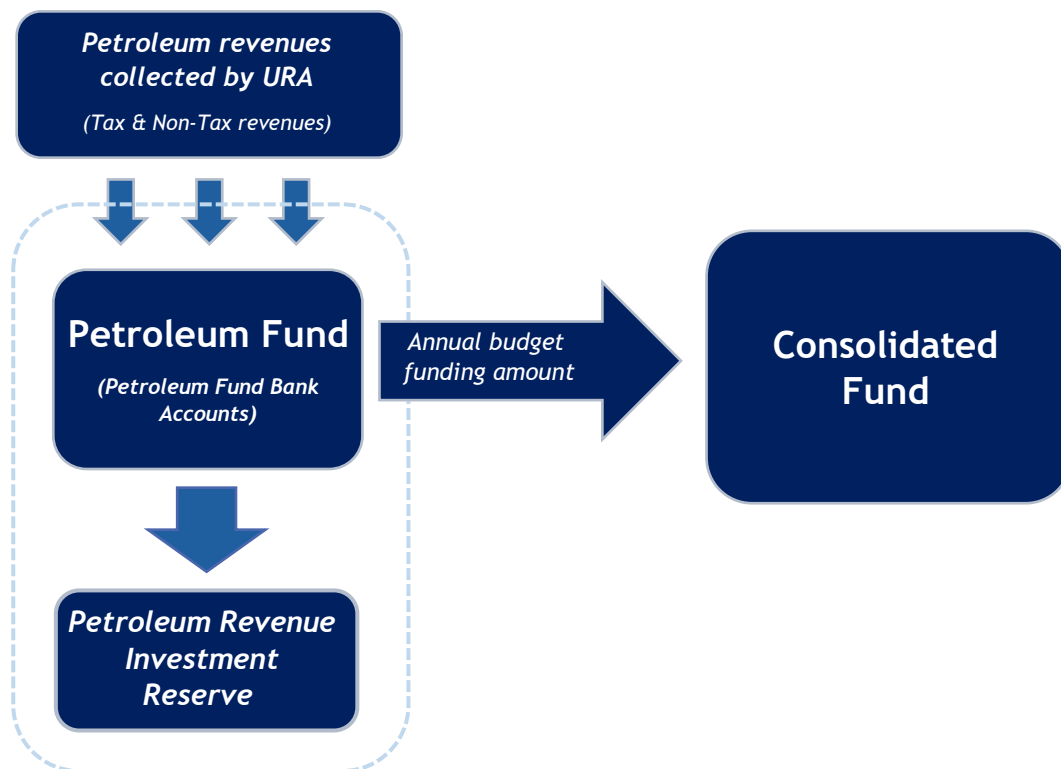 Petroleum revenues
collected by URA
(Tax & Non-Tax revenues)
Petroleum Fund
(Petroleum Fund Bank
Accounts)
Annual budget
funding amount
Consolidated
Fund
Petroleum Revenue
Investment
Reserve